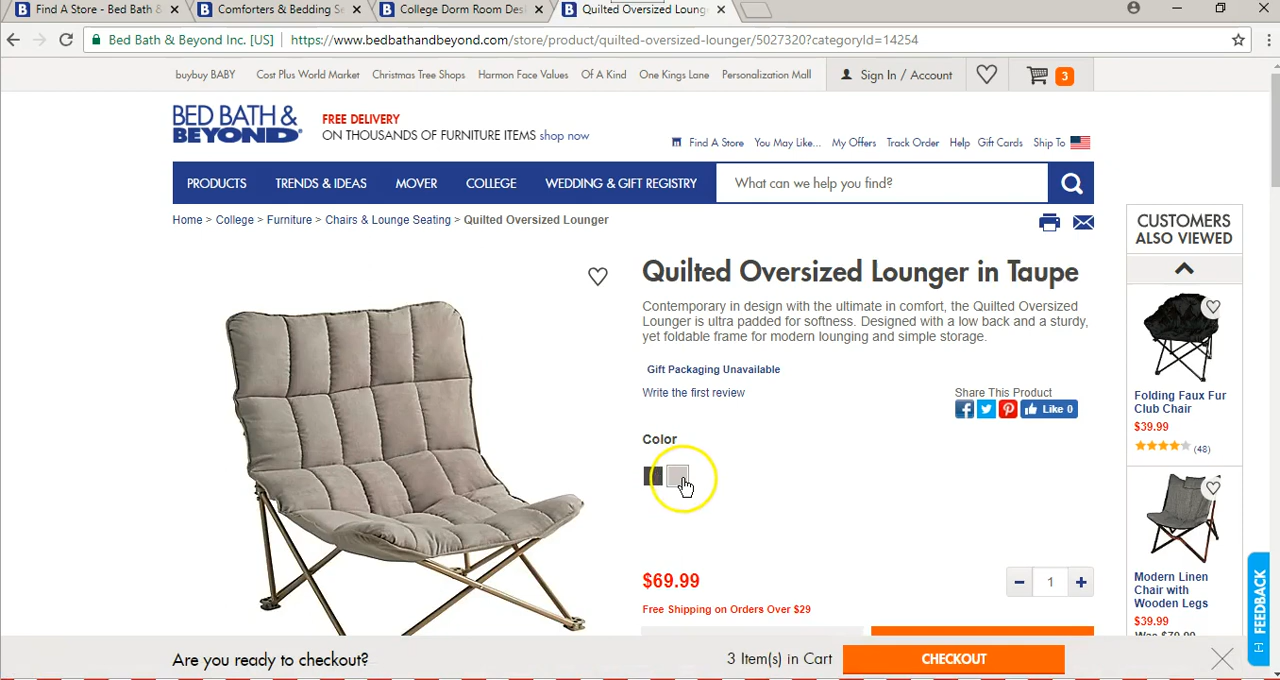 Find A Store - Bed Bath &
Comforters & Bedding Se
College Dorm Room Des
Quilted Oversized Loung
Bed Bath & Beyond Inc. [US]
https://www.bedbathandbeyond.com/store/product/quilted-oversized-lounger/5027320?categoryId=14254
buybuy BABY
Cost Plus World Market
Christmas Tree Shops
Harmon Face Values
Of A Kind
One Kings Lane
Personalization Mall
Sign In / Account
3
BED BATH &
BEYOND
FREE DELIVERY
ON THOUSANDS OF FURNITURE ITEMS shop now
Find A Store
You May Like...
My Offers
Track Order
Help
Gift Cards
Ship To
PRODUCTS
TRENDS & IDEAS
MOVER
COLLEGE
WEDDING & GIFT REGISTRY
What can we help you find?
Home > College > Furniture > Chairs & Lounge Seating > Quilted Oversized Lounger
Quilted Oversized Lounger in Taupe
Contemporary in design with the ultimate in comfort, the Quilted Oversized
Lounger is ultra padded for softness. Designed with a low back and a sturdy,
yet foldable frame for modern lounging and simple storage.
Gift Packaging Unavailable
Write the first review
Share This Product
Like 0
Color
$69.99
1
Free Shipping on Orders Over $29
CUSTOMERS
ALSO VIEWED
Folding Faux Fur
Club Chair
$39.99
(48)
Modern Linen
Chair with
Wooden Legs
$39.99
Was $79.99
FEEDBACK
Are you ready to checkout?
3 Item(s) in Cart
CHECKOUT